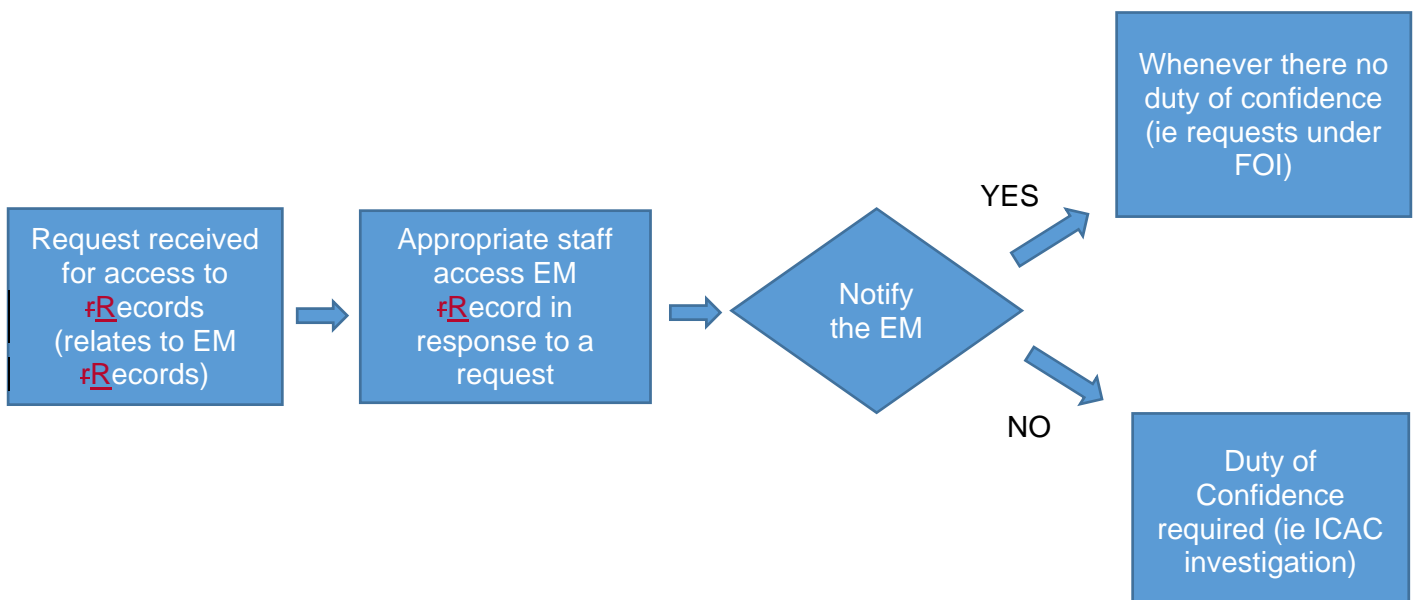 Request received
for access to
rRecords
(relates to EM
rRecords)
Appropriate staff
access EM
rRecord in
response to a
request
Notify
the EM
YES
Whenever there no
duty of confidence
(ie requests under
FOI)
NO
Duty of
Confidence
required (ie ICAC
investigation)